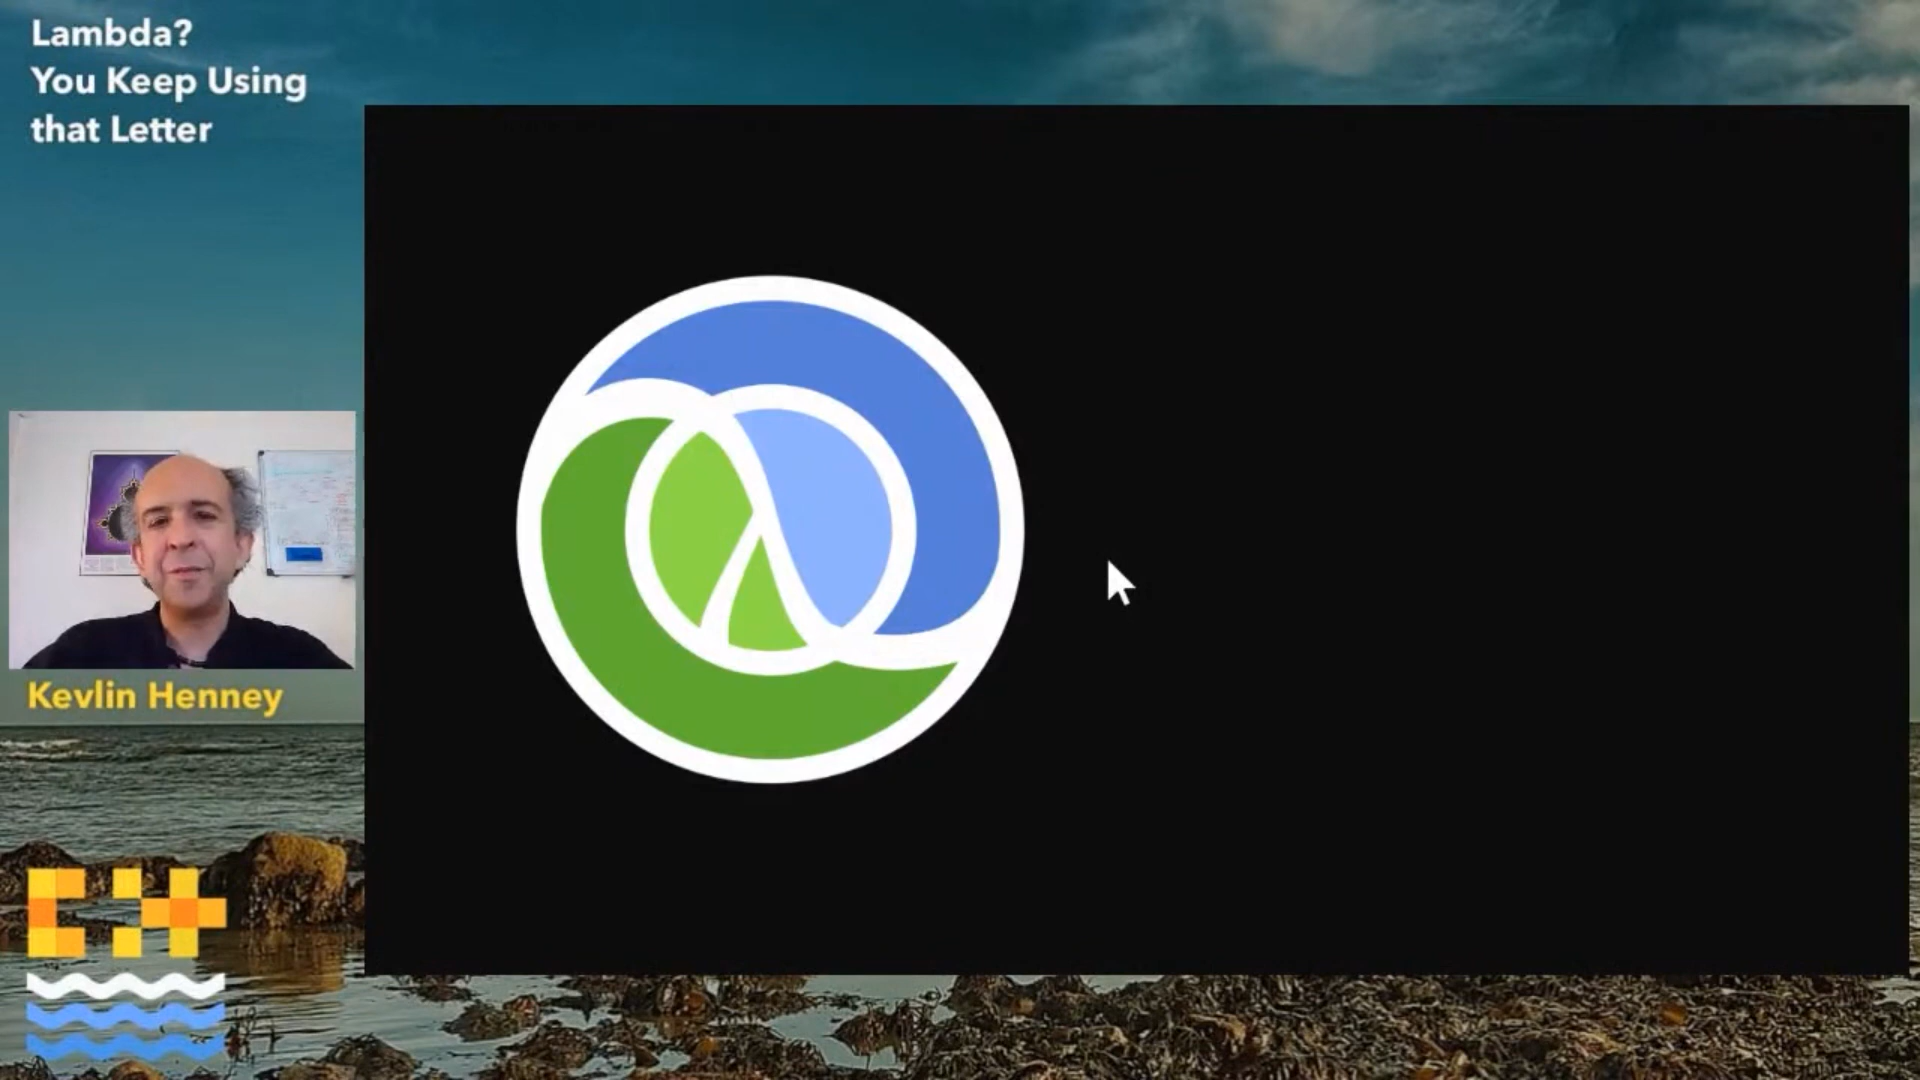 Lambda?
You Keep Using
that Letter
Kevlin Henney
C++